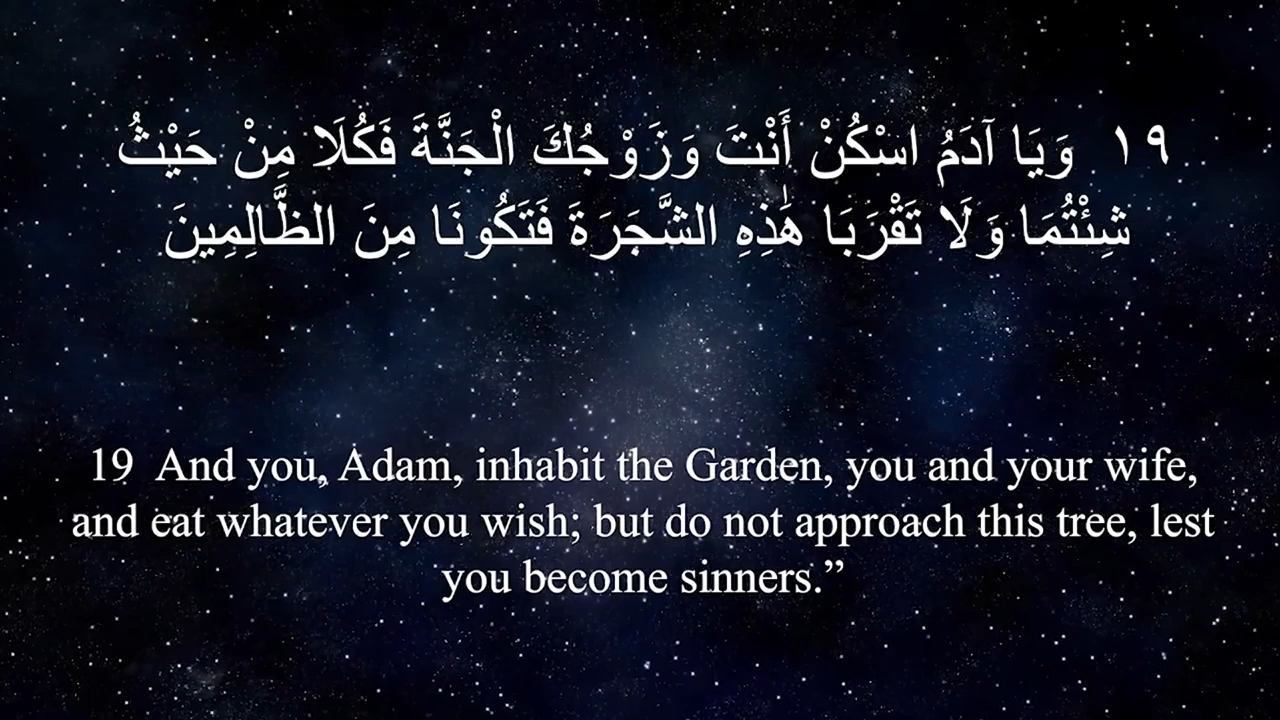 ١٩ وَيَا آدَمُ اسْكُنْ أَنْتَ وَزَوْجُكَ الْجَنَّةَ فَكُلَا مِنْ حَيْثُ
شِئْتُمَا وَلَا تَقْرَبَا هَٰذِهِ الشَّجَرَةَ فَتَكُونَا مِنَ الظَّالِمِينَ
19 And you, Adam, inhabit the Garden, you and your wife,
and eat whatever you wish; but do not approach this tree, lest
you become sinners.”